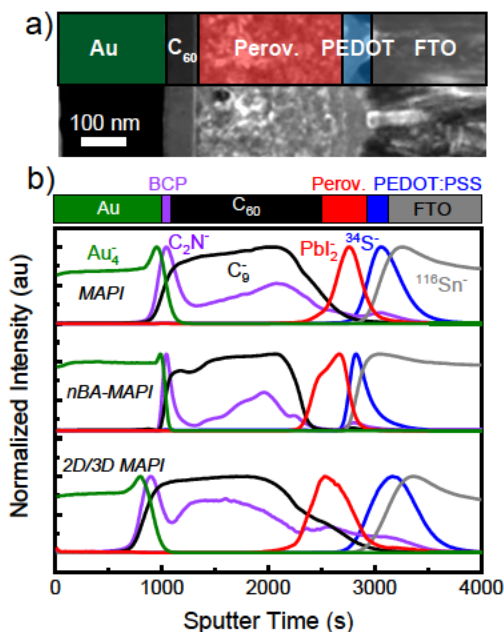 a)
Au C₆₀ Perov. PEDOT FTO
100 nm
b)
BCP Perov. PEDOT:PSS
Au C₆₀ FTO
Au₄⁻ C₂N⁻ C₉⁻ PbI₂⁻ ³⁴S⁻ ¹¹⁶Sn⁻
MAPI
nBA-MAPI
2D/3D MAPI
Normalized Intensity (au)
0 1000 2000 3000 4000
Sputter Time (s)